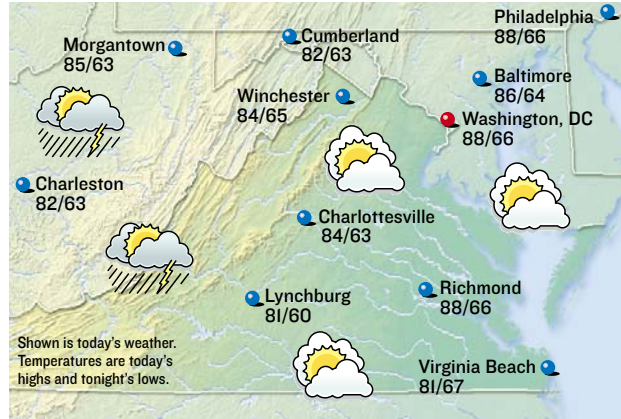 Philadelphia
88/66
Cumberland
82/63
Morgantown
85/63
Baltimore
86/64
Winchester
84/65
Washington, DC
88/66
Charleston
82/63
Charlottesville
84/63
Richmond
88/66
Lynchburg
81/60
Shown is today's weather.
Temperatures are today's
highs and tonight's lows.
Virginia Beach
81/67